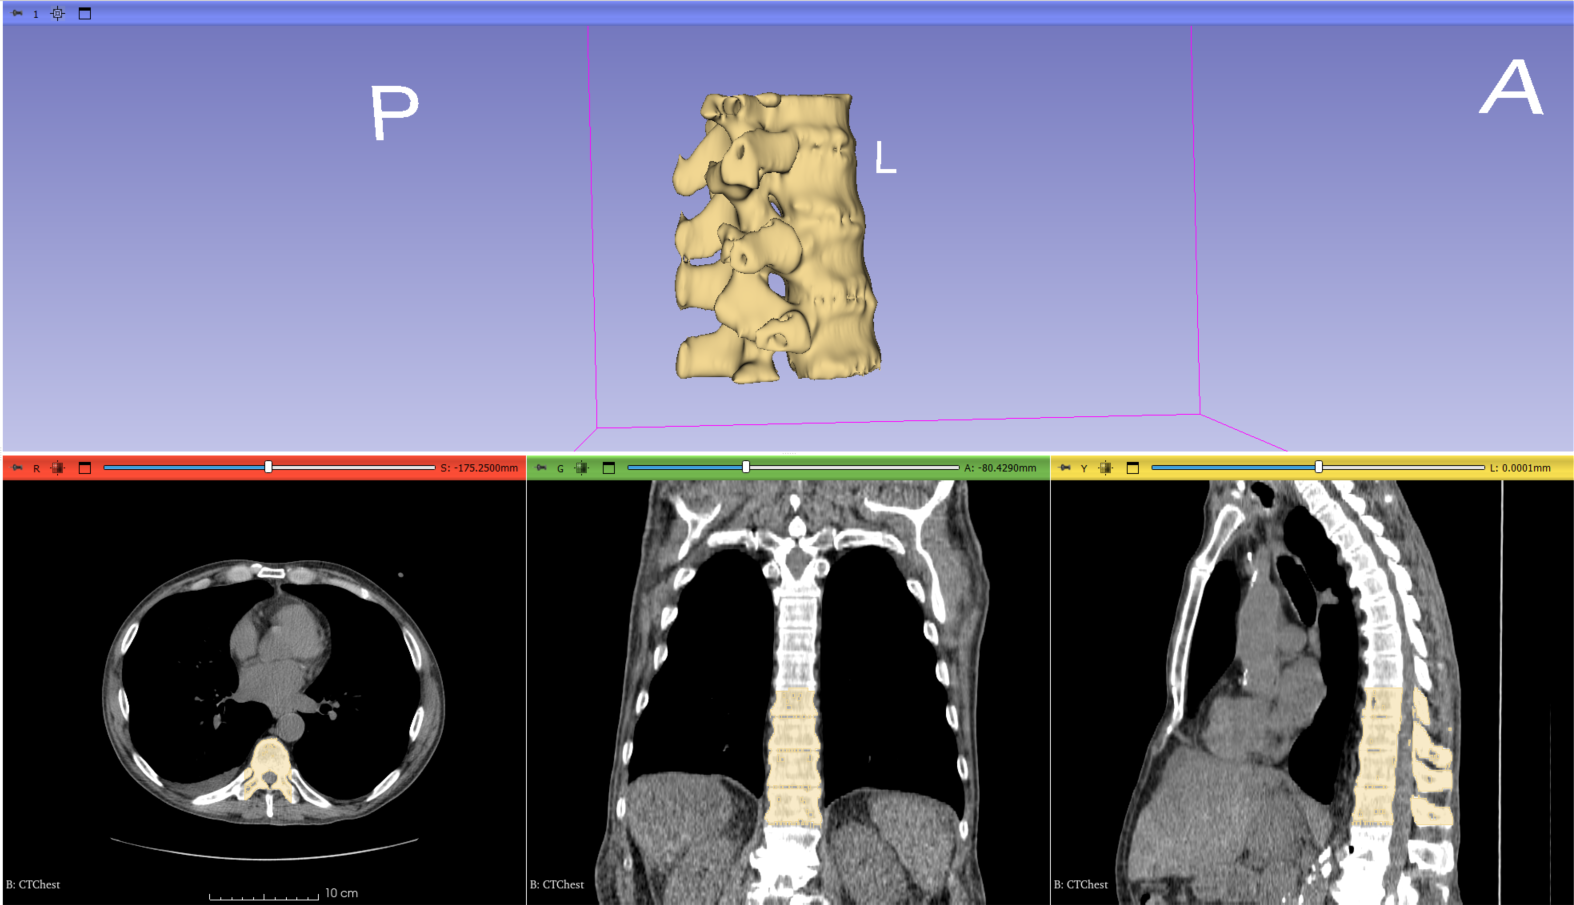 1
P
A
L
R
S: -175.2500mm
G
A: -80.4290mm
Y
L: 0.0001mm
B: CTChest
10 cm
B: CTChest
B: CTChest